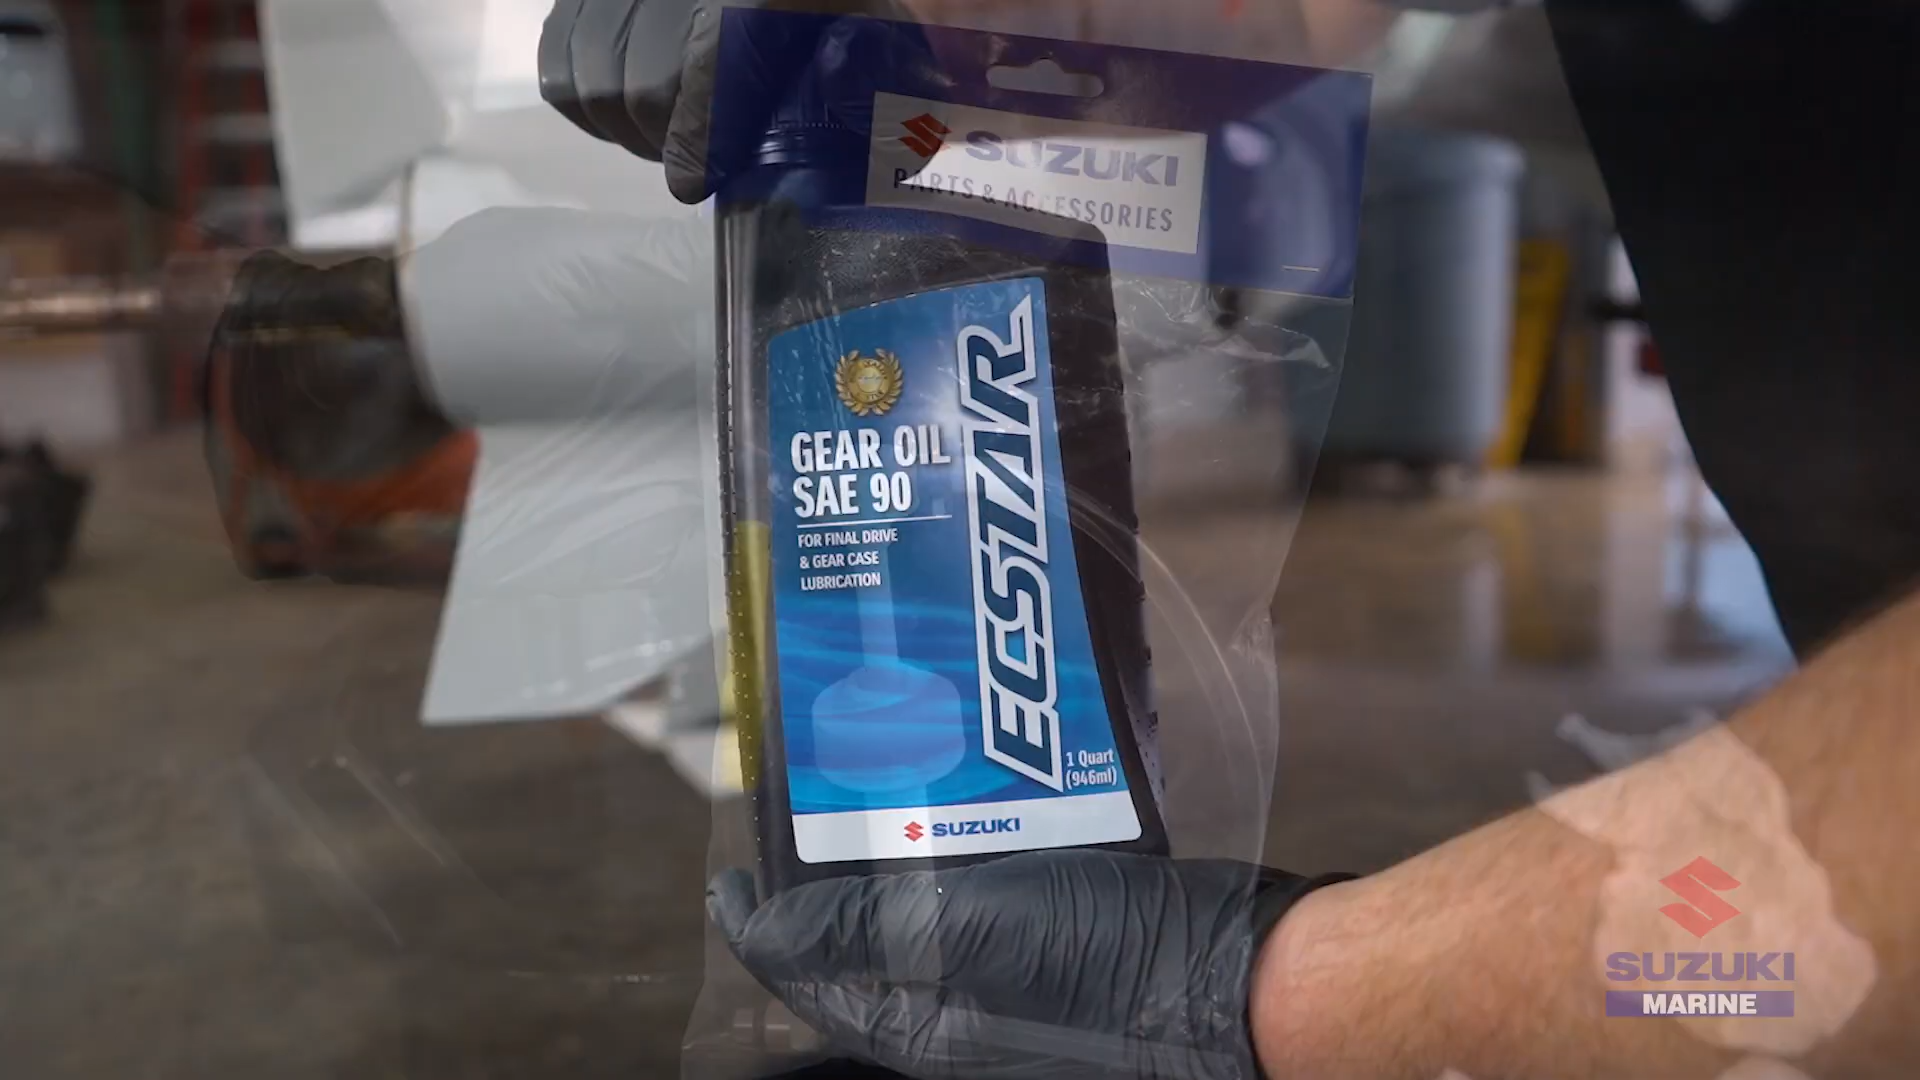 SUZUKI
PARTS & ACCESSORIES
GEAR OIL
SAE 90
FOR FINAL DRIVE
& GEAR CASE
LUBRICATION
ECSTAR
1 Quart
(946ml)
SUZUKI
SUZUKI
MARINE